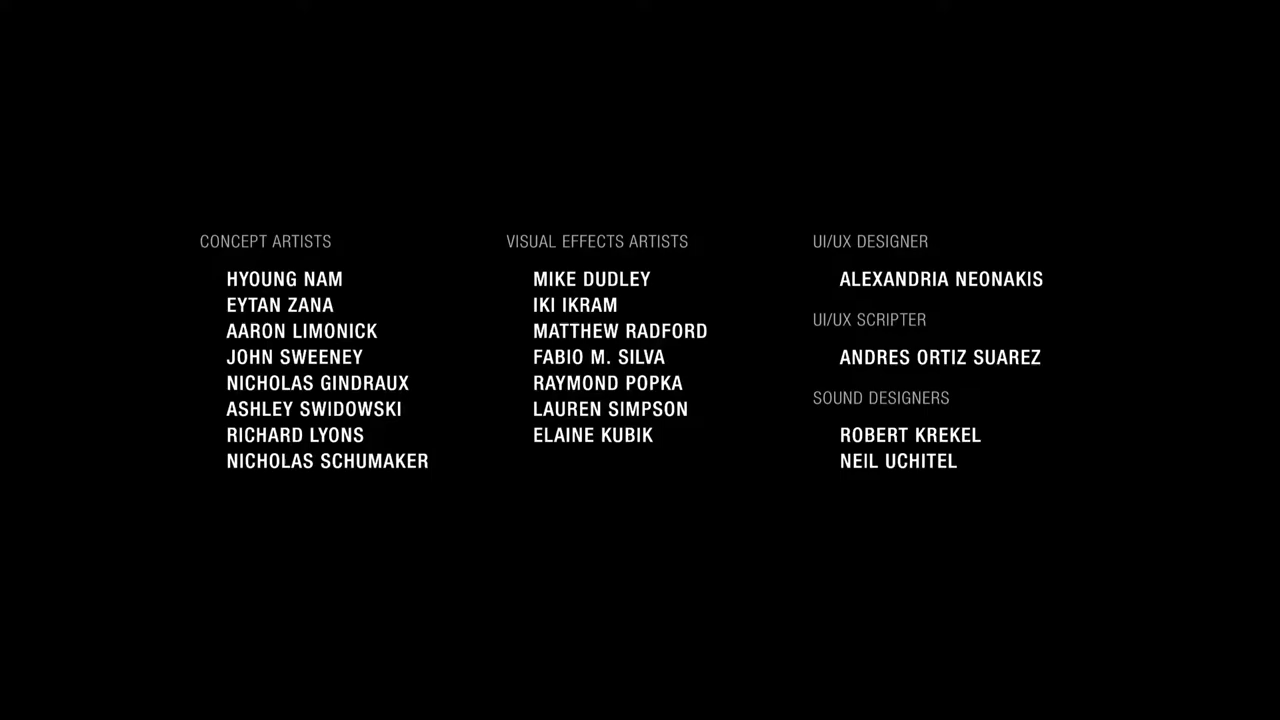 CONCEPT ARTISTS
HYOUNG NAM
EYTAN ZANA
AARON LIMONICK
JOHN SWEENEY
NICHOLAS GINDRAUX
ASHLEY SWIDOWSKI
RICHARD LYONS
NICHOLAS SCHUMAKER
VISUAL EFFECTS ARTISTS
MIKE DUDLEY
IKI IKRAM
MATTHEW RADFORD
FABIO M. SILVA
RAYMOND POPKA
LAUREN SIMPSON
ELAINE KUBIK
UI/UX DESIGNER
ALEXANDRIA NEONAKIS
UI/UX SCRIPTER
ANDRES ORTIZ SUAREZ
SOUND DESIGNERS
ROBERT KREKEL
NEIL UCHITEL